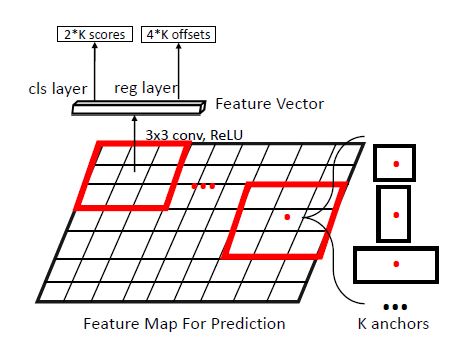 2*K scores
4*K offsets
cls layer
reg layer
Feature Vector
3x3 conv, ReLU
Feature Map For Prediction
K anchors